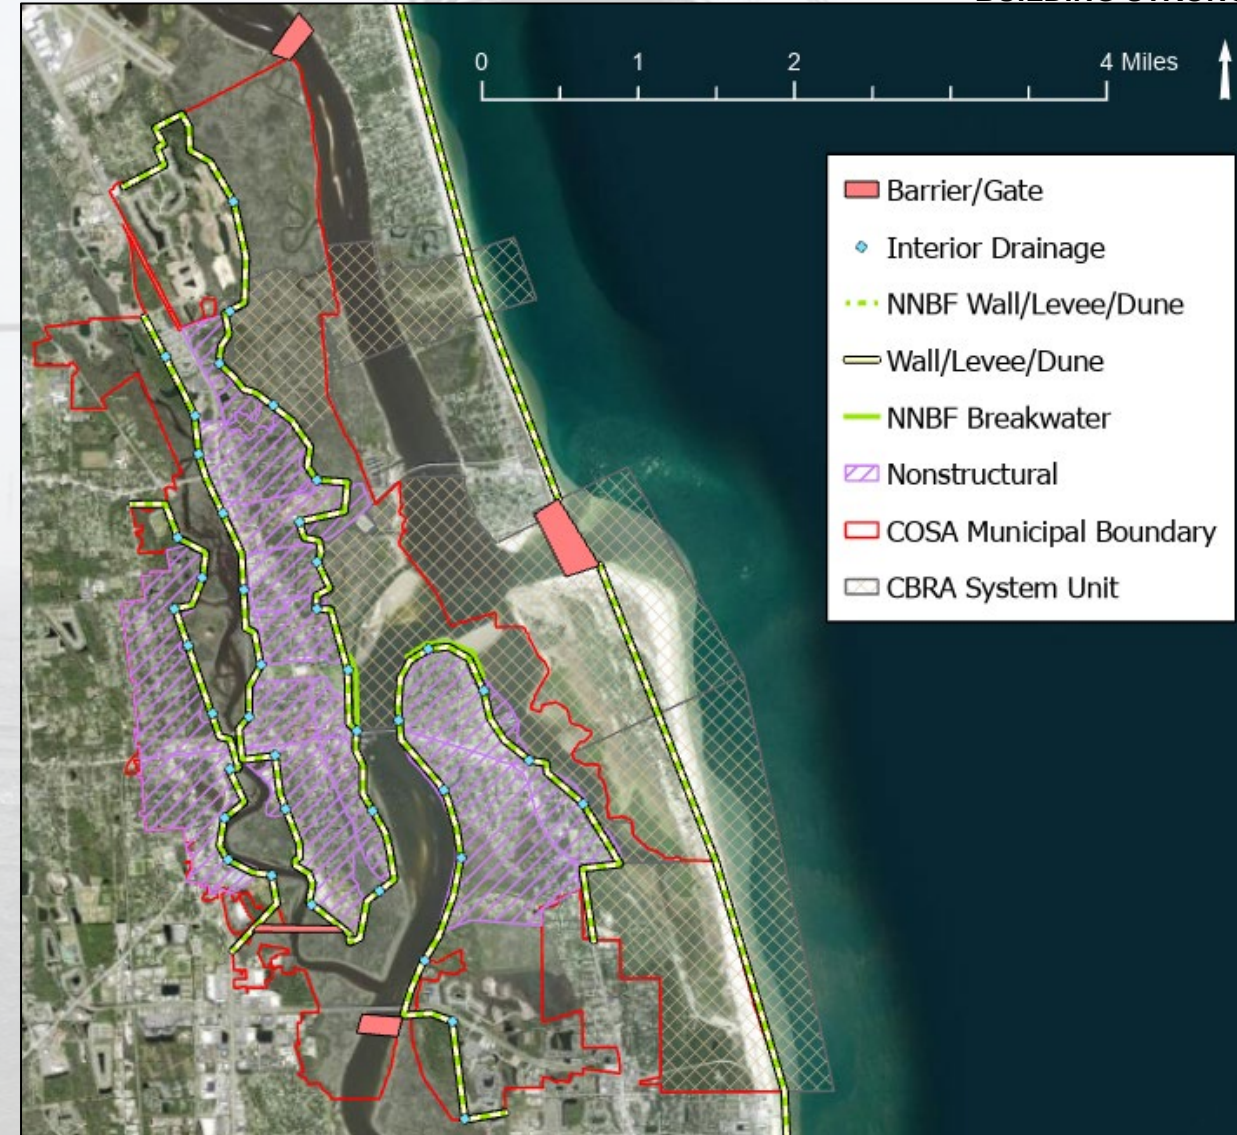 0 1 2 4 Miles
Barrier/Gate
Interior Drainage
NNBF Wall/Levee/Dune
Wall/Levee/Dune
NNBF Breakwater
Nonstructural
COSA Municipal Boundary
CBRA System Unit